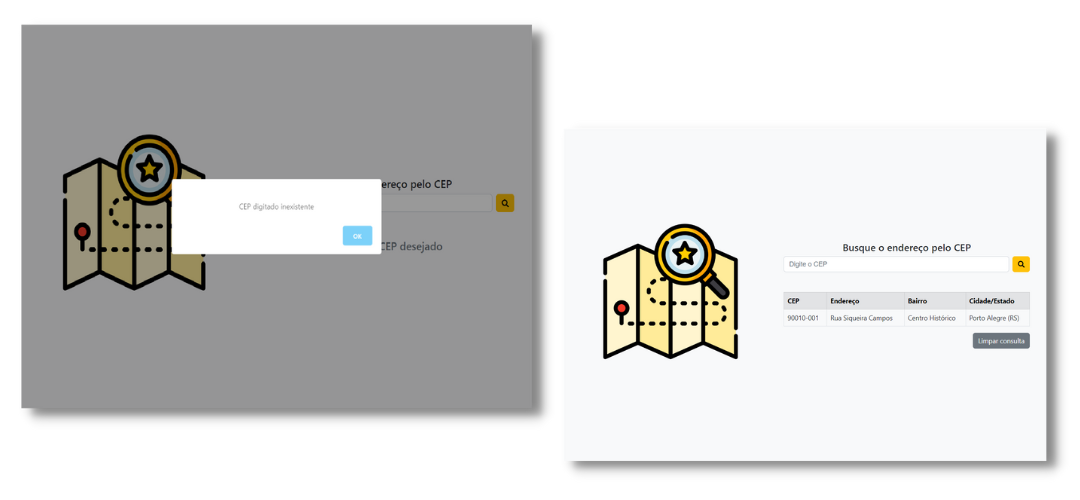 ereço pelo CEP
CEP digitado inexistente
OK
CEP desejado
Busque o endereço pelo CEP
Digite o CEP
CEP Endereço Bairro Cidade/Estado
90010-001 Rua Siqueira Campos Centro Histórico Porto Alegre (RS)
Limpar consulta